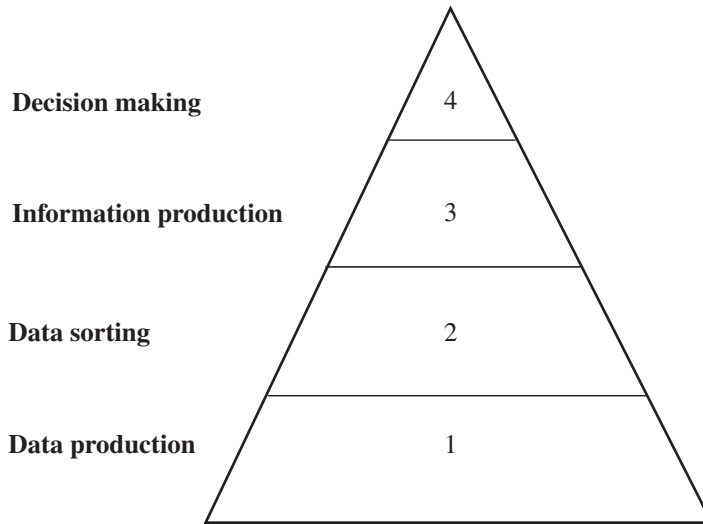 Decision making 4
Information production 3
Data sorting 2
Data production 1